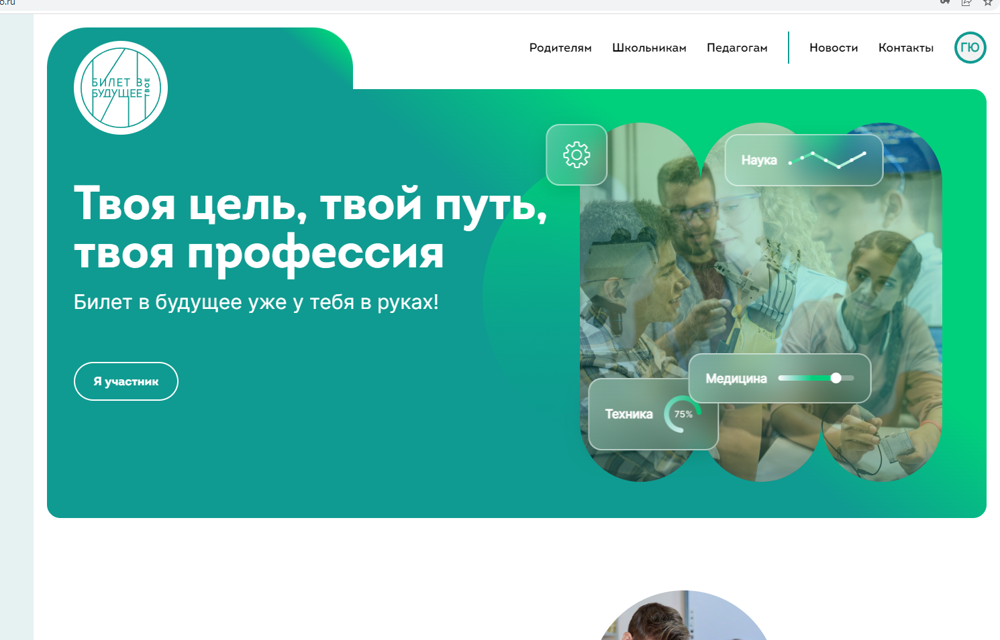 o.ru
Родителям Школьникам Педагогам Новости Контакты ГЮ
БИЛЕТ В
БУДУЩЕЕ
ТВОЕ
Наука
Твоя цель, твой путь,
твоя профессия
Билет в будущее уже у тебя в руках!
Я участник
Медицина
Техника 75%